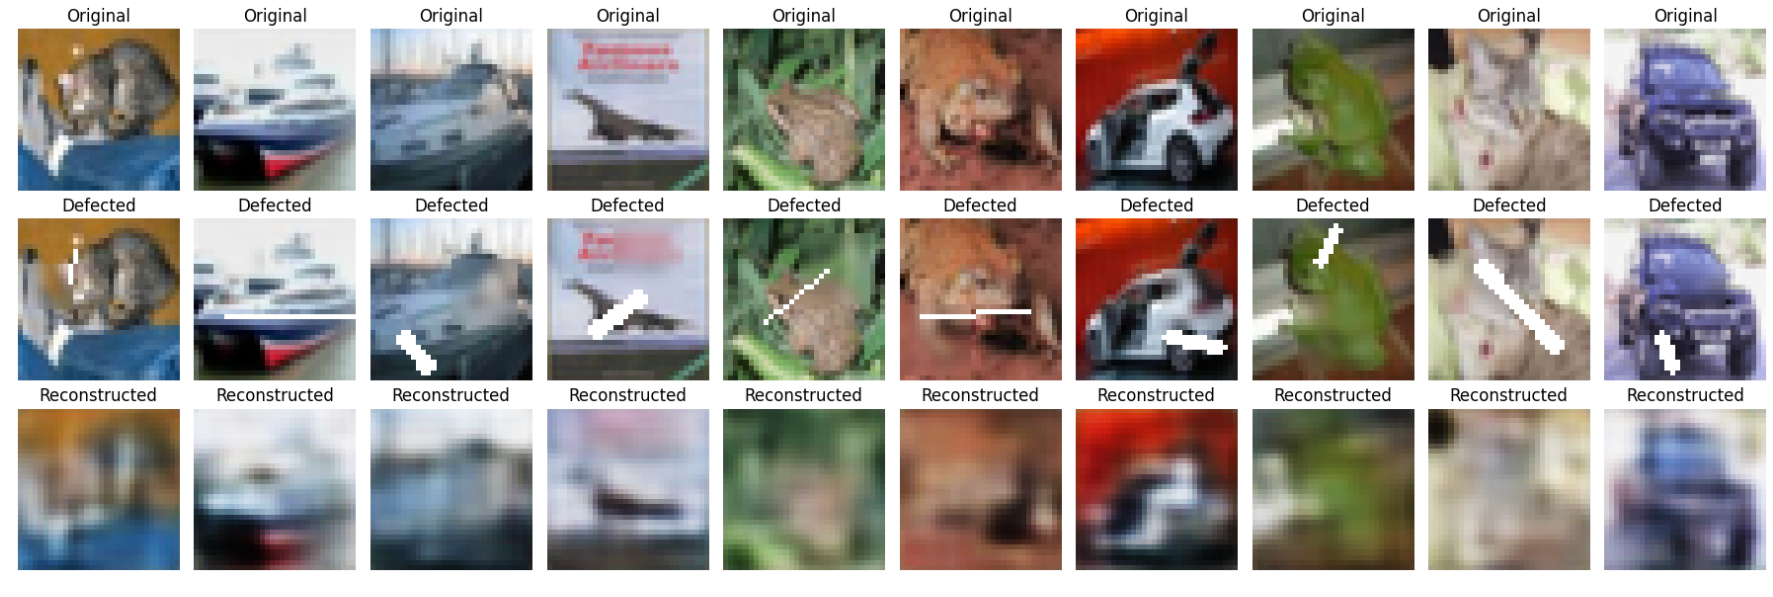 Original Original Original Original Original Original Original Original Original Original
Defected Defected Defected Defected Defected Defected Defected Defected Defected Defected
Reconstructed Reconstructed Reconstructed Reconstructed Reconstructed Reconstructed Reconstructed Reconstructed Reconstructed Reconstructed